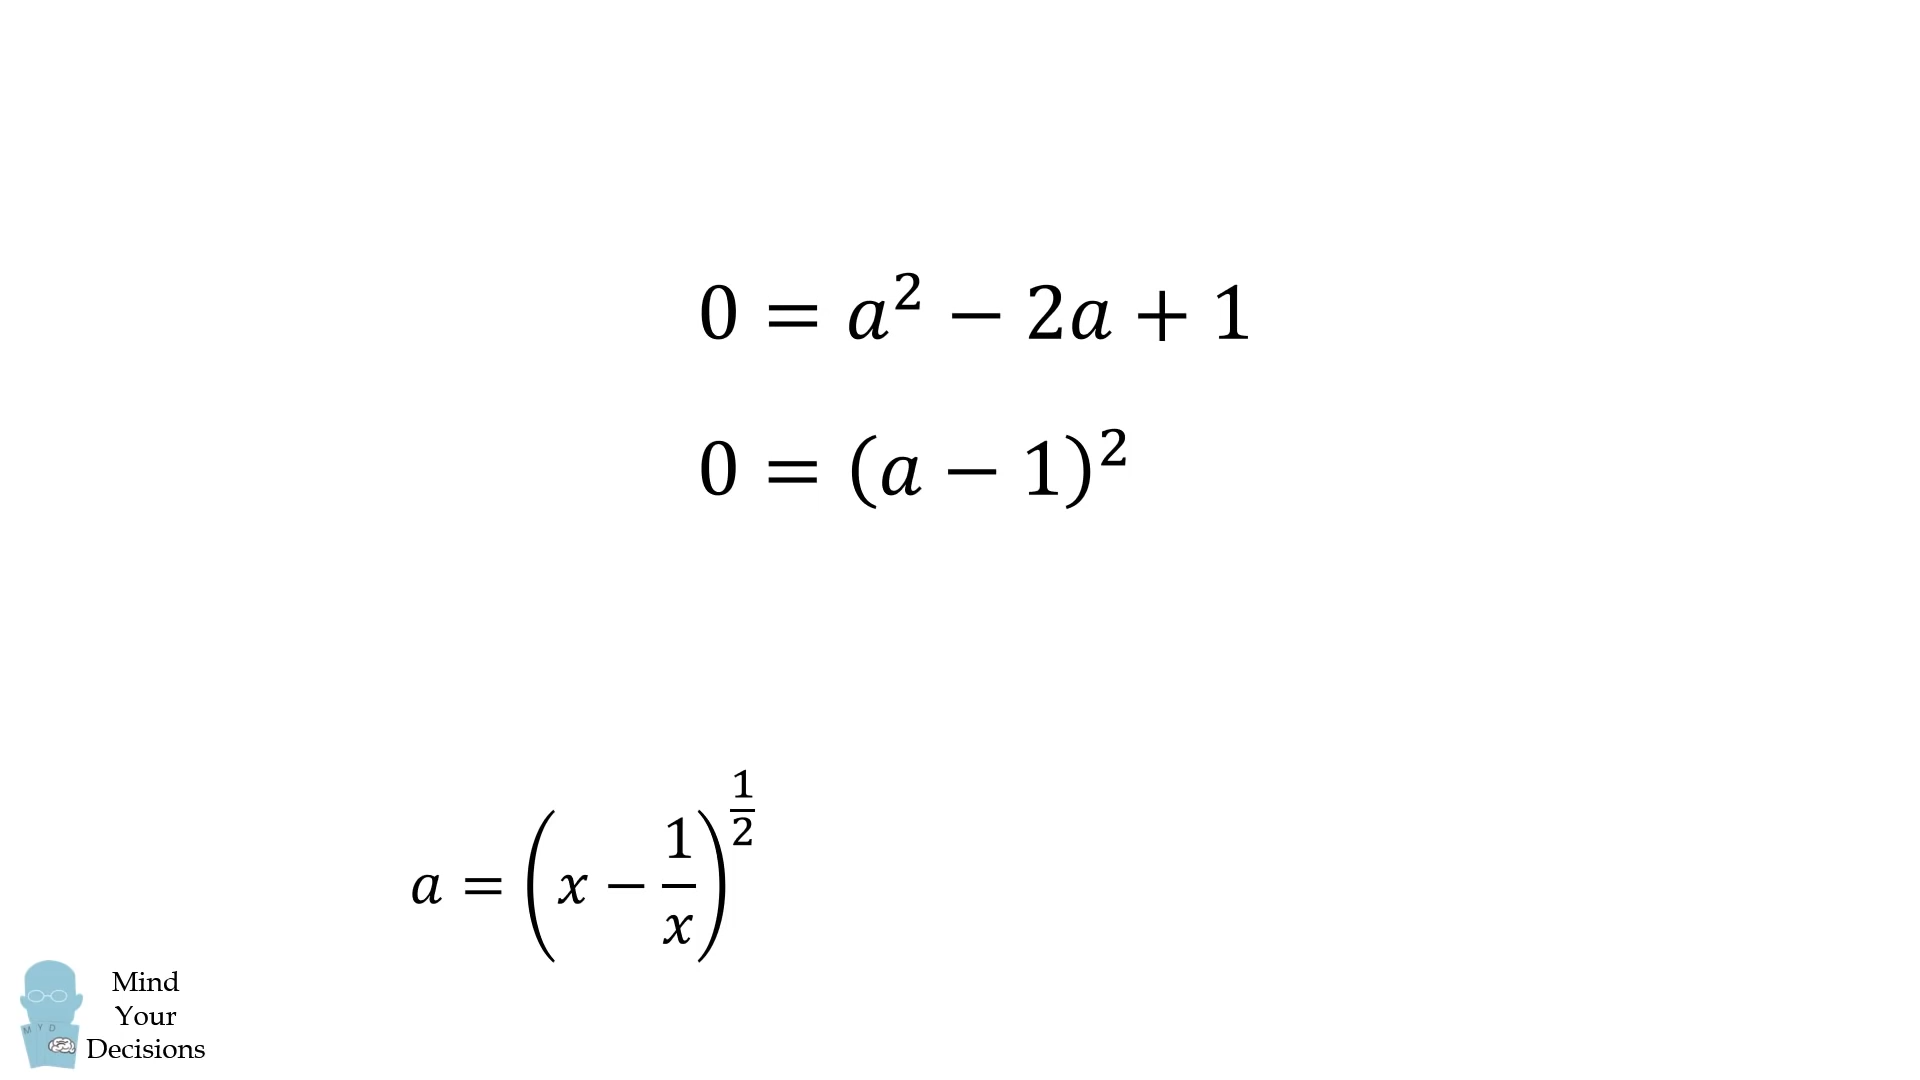 0 = a² − 2a + 1
0 = (a − 1)²
a = (x − 1/x)^(1/2)
Mind
Your
Decisions
M Y D